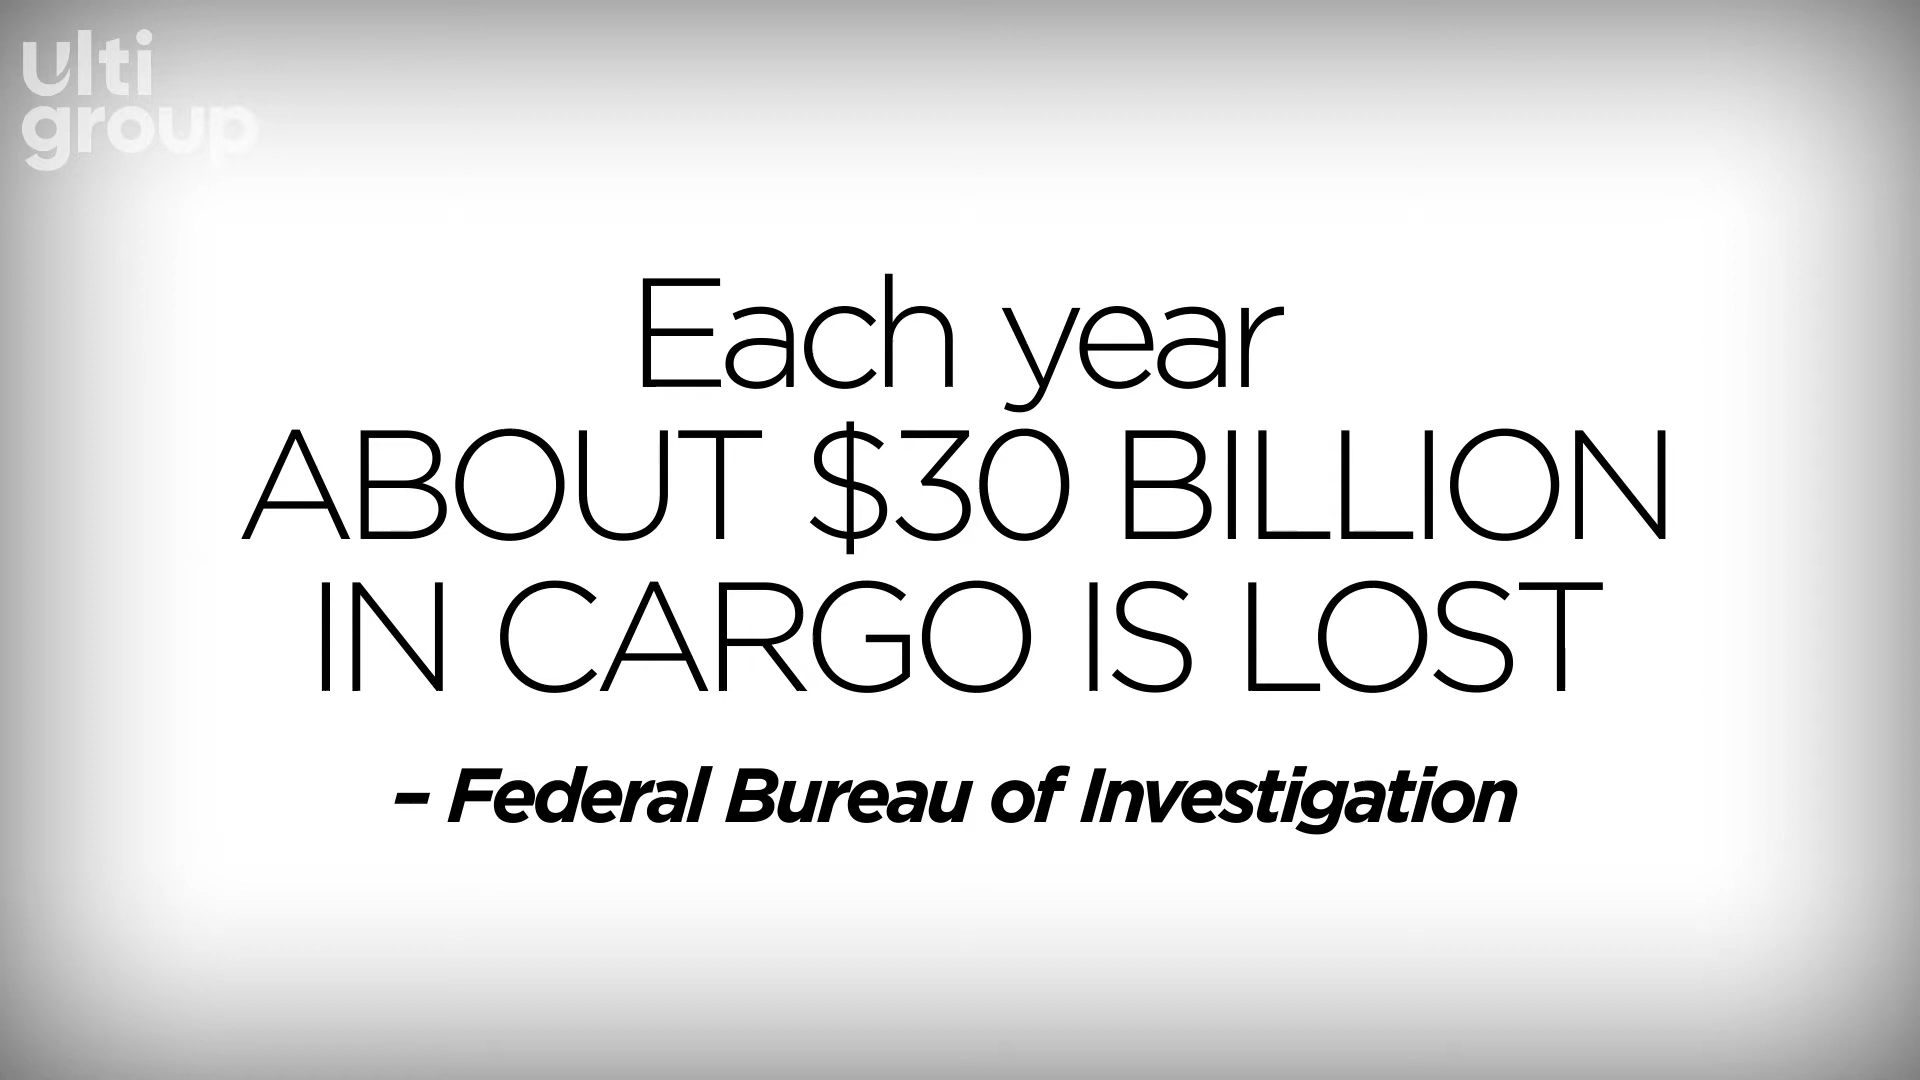 ulti
group
Each year
ABOUT $30 BILLION
IN CARGO IS LOST
– Federal Bureau of Investigation